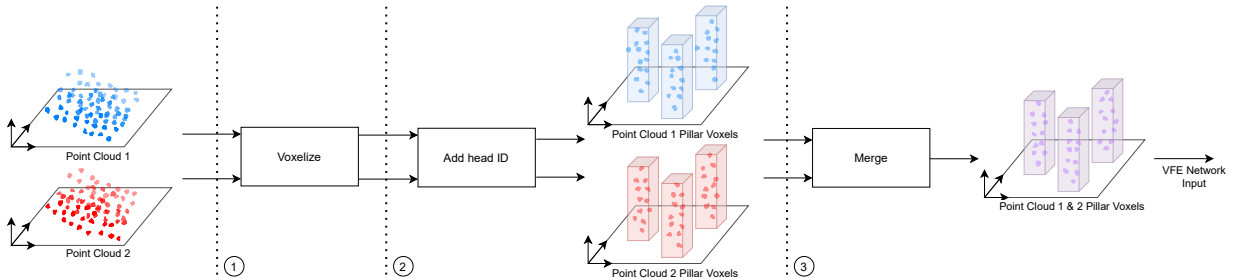 Point Cloud 1
Point Cloud 2
1
Voxelize
2
Add head ID
Point Cloud 1 Pillar Voxels
Point Cloud 2 Pillar Voxels
3
Merge
Point Cloud 1 & 2 Pillar Voxels
VFE Network
Input